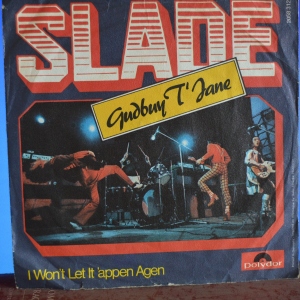 SLADE
Gudbuy T' Jane
I Won't Let It 'appen Agen
Polydor